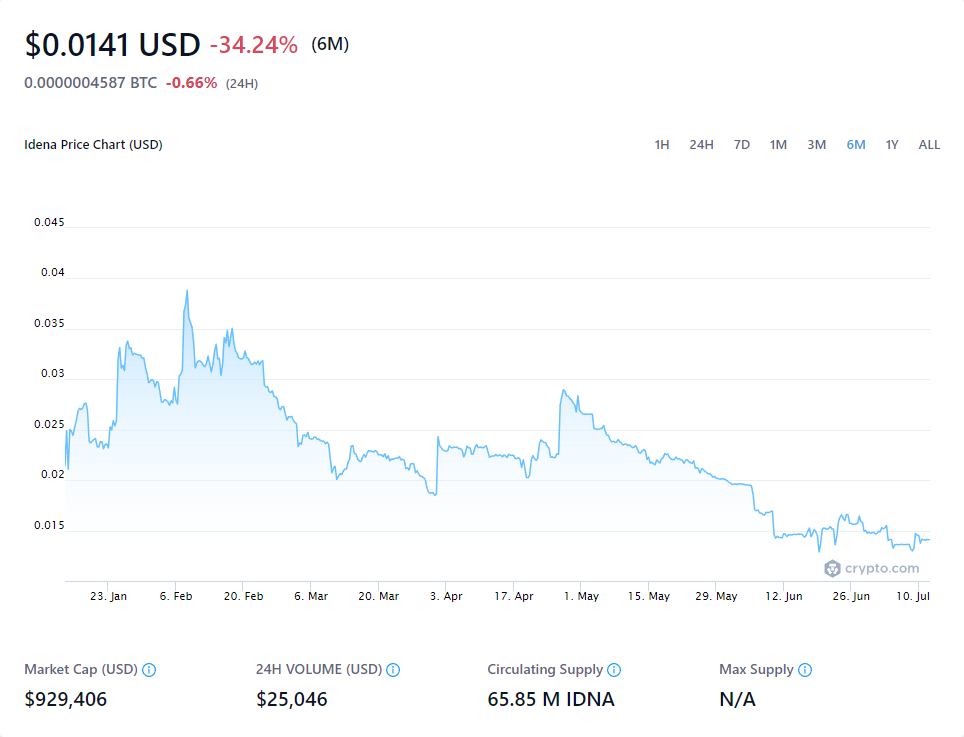 $0.0141 USD -34.24% (6M)
0.0000004587 BTC -0.66% (24H)
Idena Price Chart (USD) 1H 24H 7D 1M 3M 6M 1Y ALL
0.045
0.04
0.035
0.03
0.025
0.02
0.015
crypto.com
23. Jan 6. Feb 20. Feb 6. Mar 20. Mar 3. Apr 17. Apr 1. May 15. May 29. May 12. Jun 26. Jun 10. Jul
Market Cap (USD) 24H VOLUME (USD) Circulating Supply Max Supply
$929,406 $25,046 65.85 M IDNA N/A